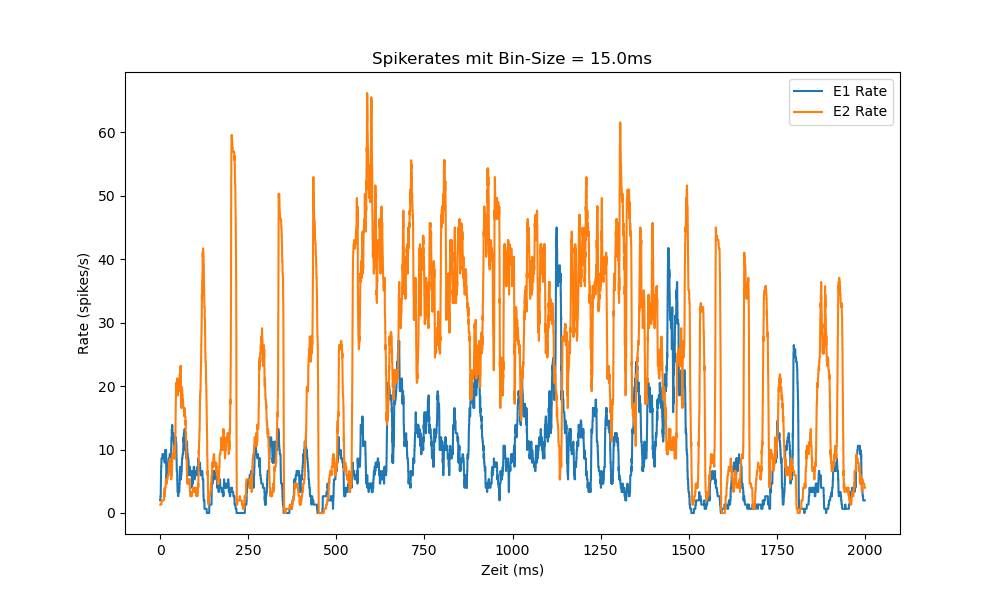 Spikerates mit Bin-Size = 15.0ms
E1 Rate
E2 Rate
Rate (spikes/s)
60
50
40
30
20
10
0
0 250 500 750 1000 1250 1500 1750 2000
Zeit (ms)